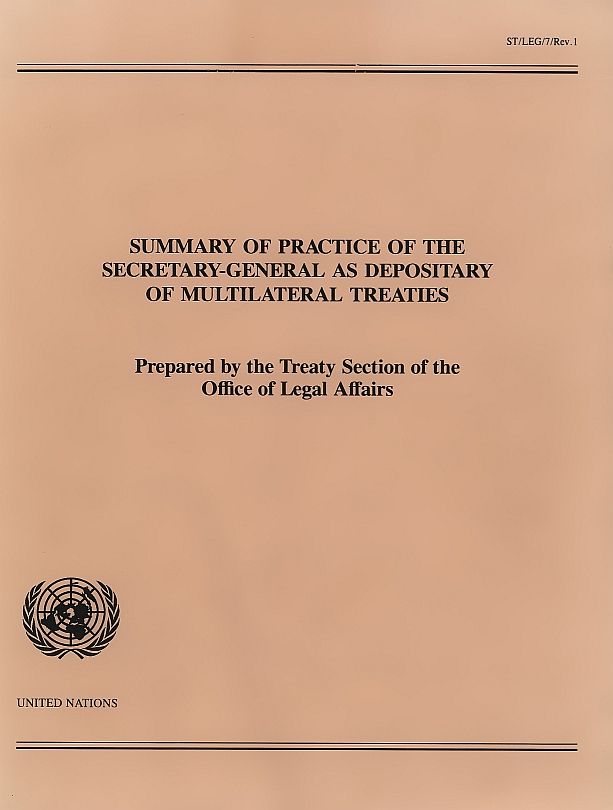 ST/LEG/7/Rev.1
SUMMARY OF PRACTICE OF THE
SECRETARY-GENERAL AS DEPOSITARY
OF MULTILATERAL TREATIES
Prepared by the Treaty Section of the
Office of Legal Affairs
UNITED NATIONS